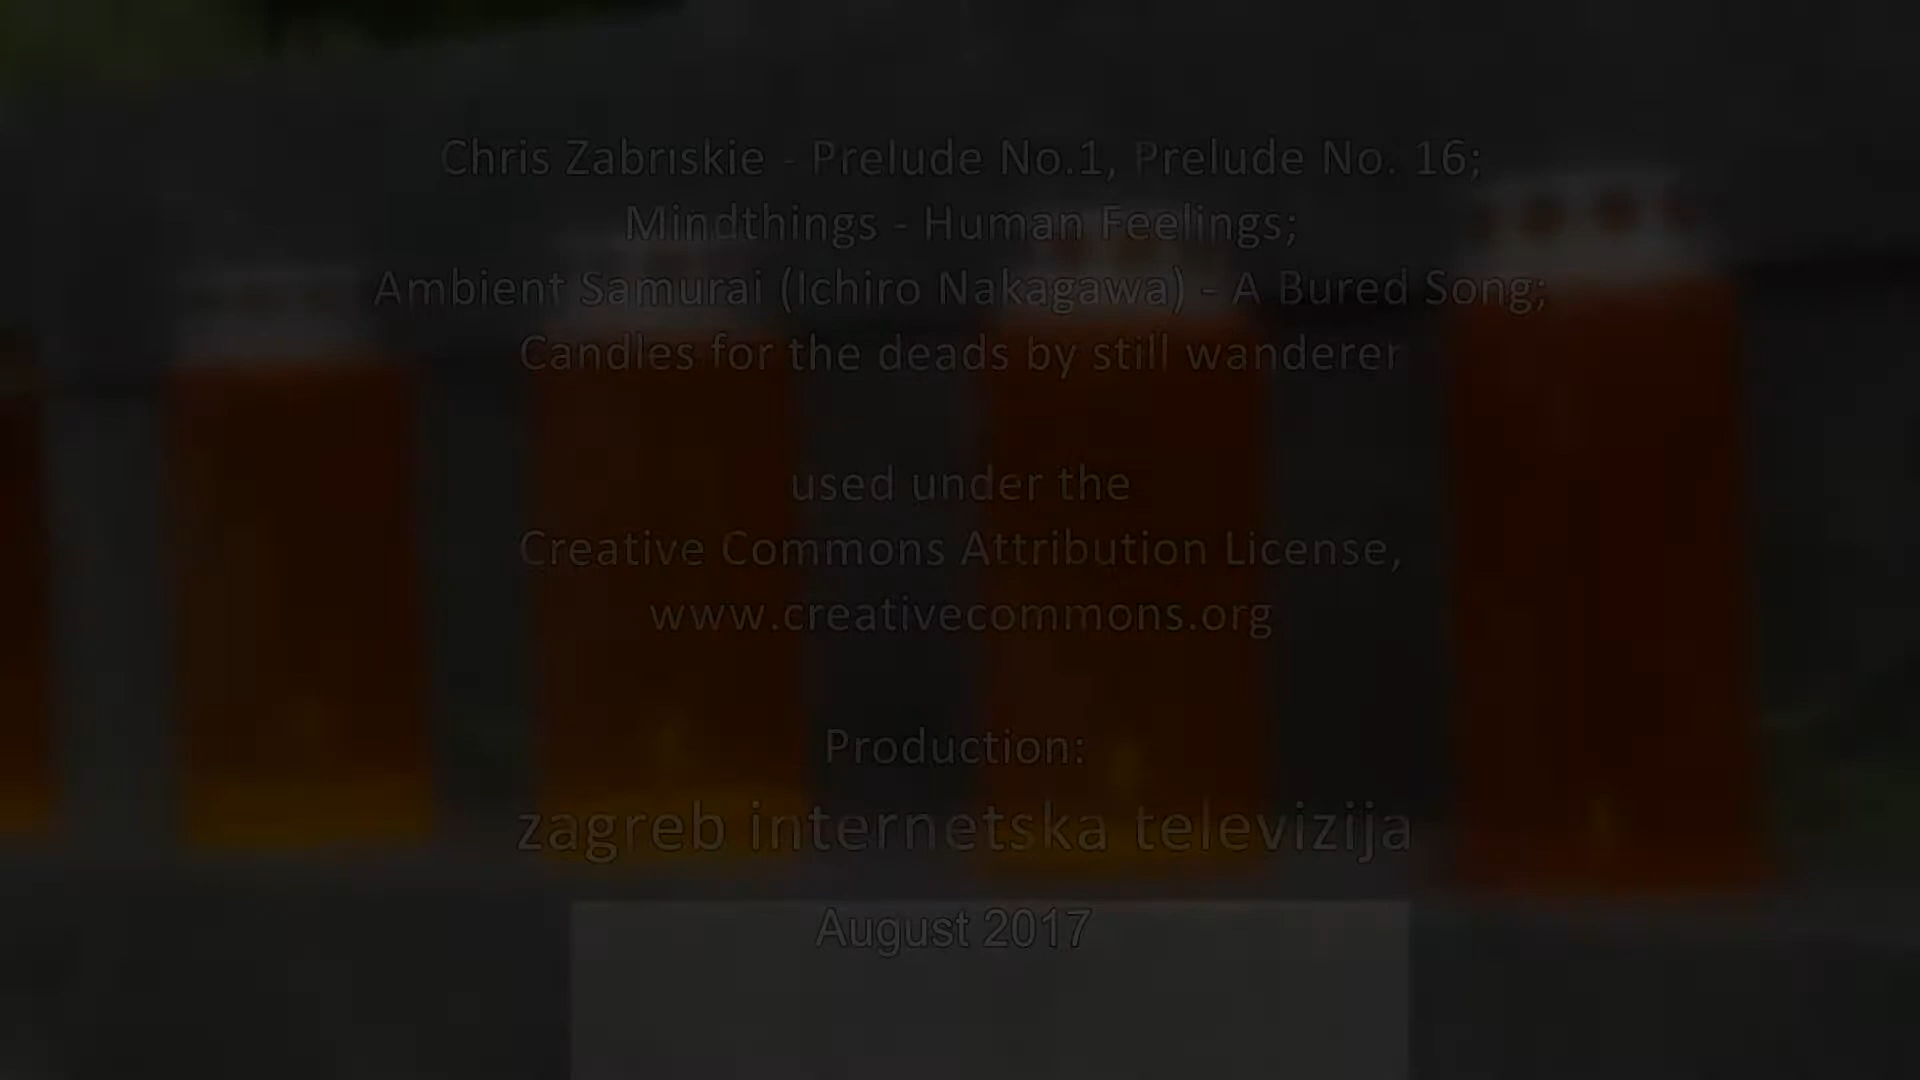 Chris Zabriskie - Prelude No.1, Prelude No. 16;
Mindthings - Human Feelings;
Ambient Samurai (Ichiro Nakagawa) - A Bured Song;
Candles for the deads by still wanderer
used under the
Creative Commons Attribution License,
www.creativecommons.org
Production:
zagreb internetska televizija
August 2017